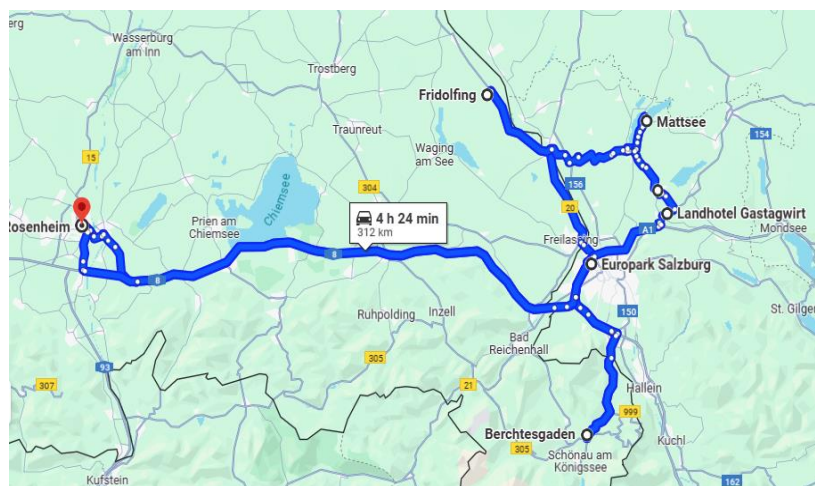 erg
Wasserburg
am Inn
Trostberg
Fridolfing
Mattsee
Traunreut
154
Waging
am See
15
304
156
Chiemsee
20
Landhotel Gastagwirt
Rosenheim
Prien am
Chiemsee
4 h 24 min
312 km
A1
Mondsee
Freilassing
8
Europark Salzburg
8
Ruhpolding
Inzell
150
St. Gilgen
Bad
Reichenhall
305
93
307
21
Hallein
999
Berchtesgaden
305
Schönau am
Königssee
Kuchl
Kufstein
162